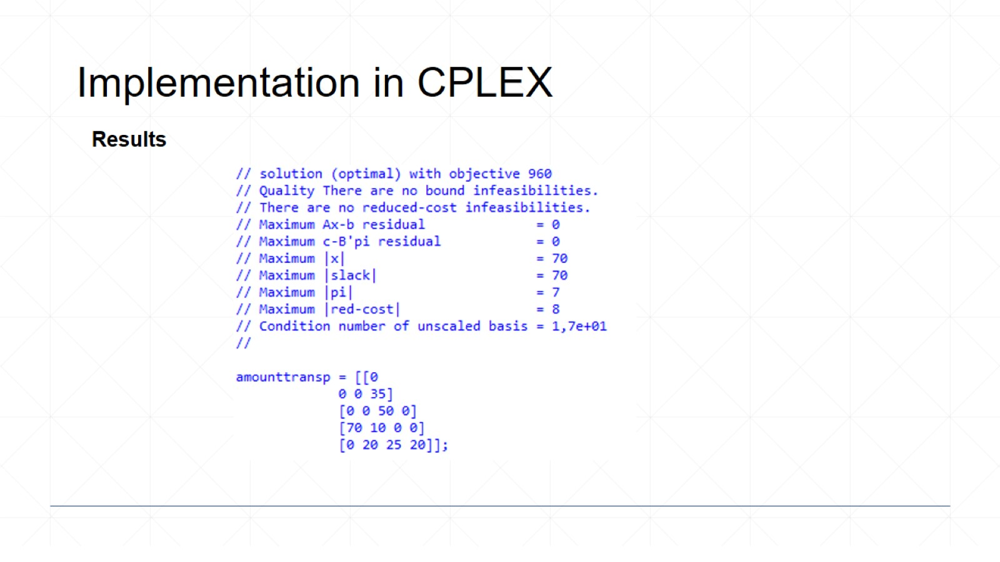 Implementation in CPLEX
Results
// solution (optimal) with objective 960
// Quality There are no bound infeasibilities.
// There are no reduced-cost infeasibilities.
// Maximum Ax-b residual = 0
// Maximum c-B'pi residual = 0
// Maximum |x| = 70
// Maximum |slack| = 70
// Maximum |pi| = 7
// Maximum |red-cost| = 8
// Condition number of unscaled basis = 1,7e+01
//
amounttransp = [[0
0 0 35]
[0 0 50 0]
[70 10 0 0]
[0 20 25 20]];